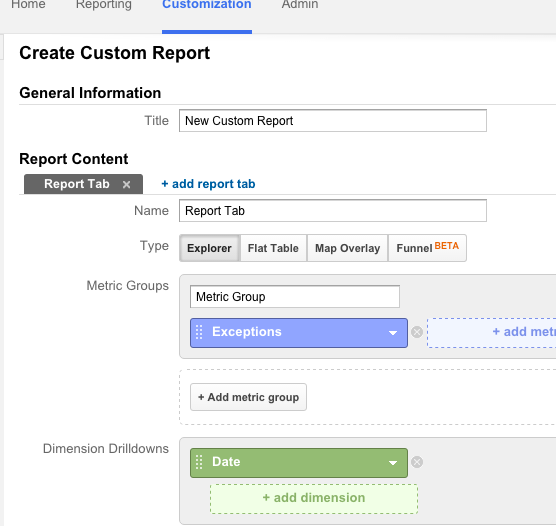 Home Reporting Customization Admin
Create Custom Report
General Information
Title New Custom Report
Report Content
Report Tab × + add report tab
Name Report Tab
Type Explorer Flat Table Map Overlay Funnel BETA
Metric Groups
Metric Group
Exceptions + add metr
+ Add metric group
Dimension Drilldowns
Date
+ add dimension